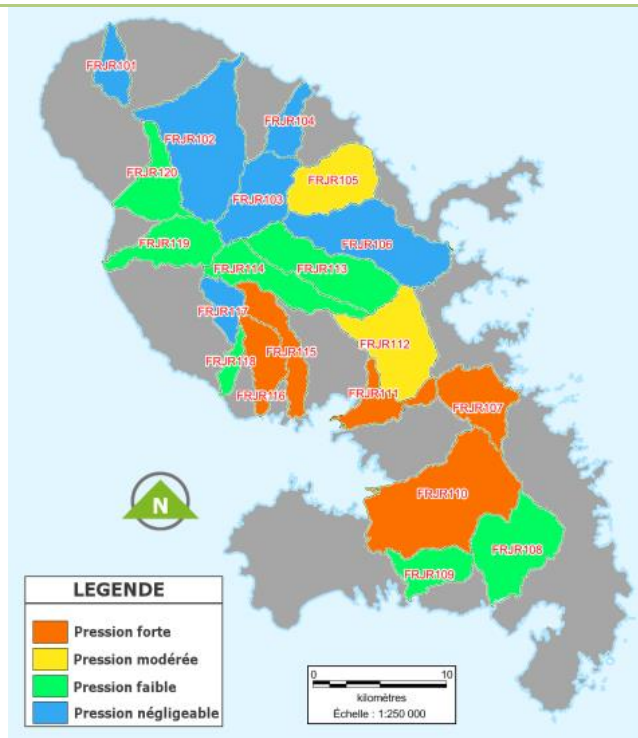 FRJR101
FRJR102
FRJR104
FRJR120
FRJR105
FRJR103
FRJR119
FRJR106
FRJR114
FRJR113
FRJR117
FRJR112
FRJR115
FRJR118
FRJR116
FRJR111
FRJR107
FRJR110
FRJR108
FRJR109
N
LEGENDE
Pression forte
Pression modérée
Pression faible
Pression négligeable
0 10
kilomètres
Échelle : 1:250 000